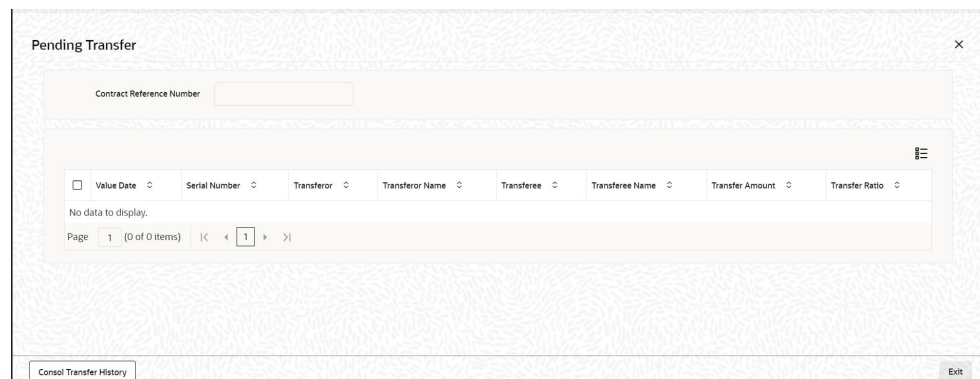 Pending Transfer
Contract Reference Number
Value Date Serial Number Transferor Transferor Name Transferee Transferee Name Transfer Amount Transfer Ratio
No data to display.
Page 1 (0 of 0 items) 1
Consol Transfer History Exit